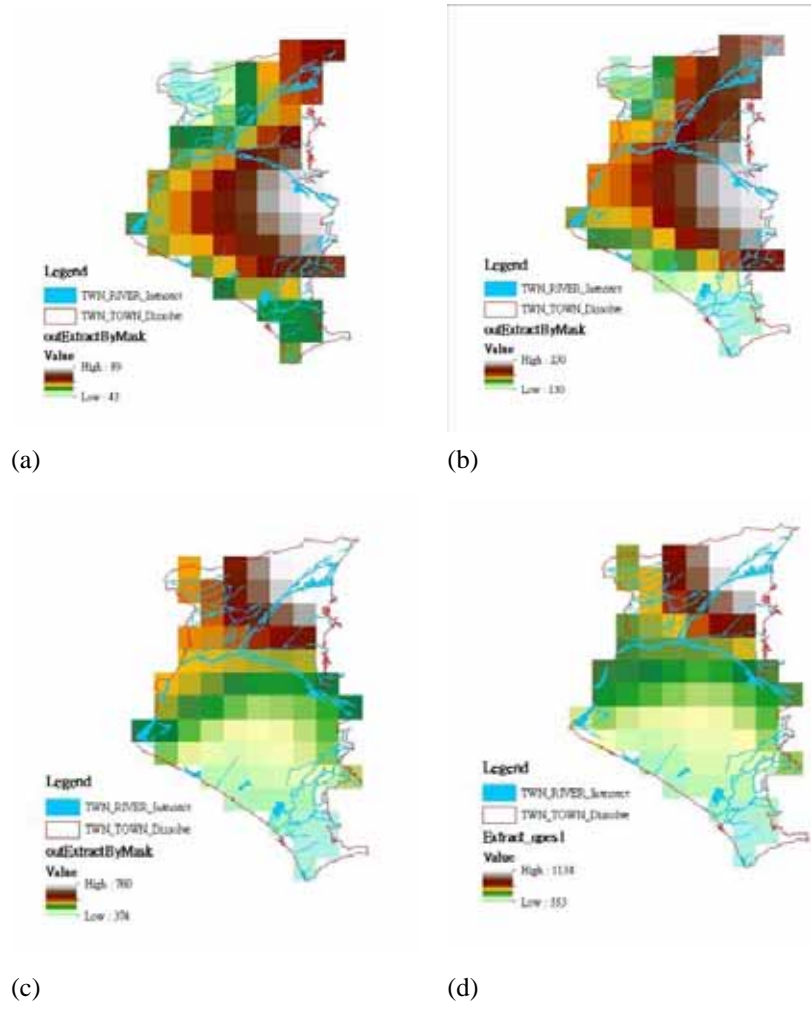 Legend
TWN_RIVER_Intersect
TWN_TOWN_Dissolve
outExtractByMask
Value
High : 89
Low : 43
(a)
Legend
TWN_RIVER_Intersect
TWN_TOWN_Dissolve
outExtractByMask
Value
High : 230
Low : 130
(b)
Legend
TWN_RIVER_Intersect
TWN_TOWN_Dissolve
outExtractByMask
Value
High : 760
Low : 374
(c)
Legend
TWN_RIVER_Intersect
TWN_TOWN_Dissolve
Value
High : 1134
Low : 553
(d)